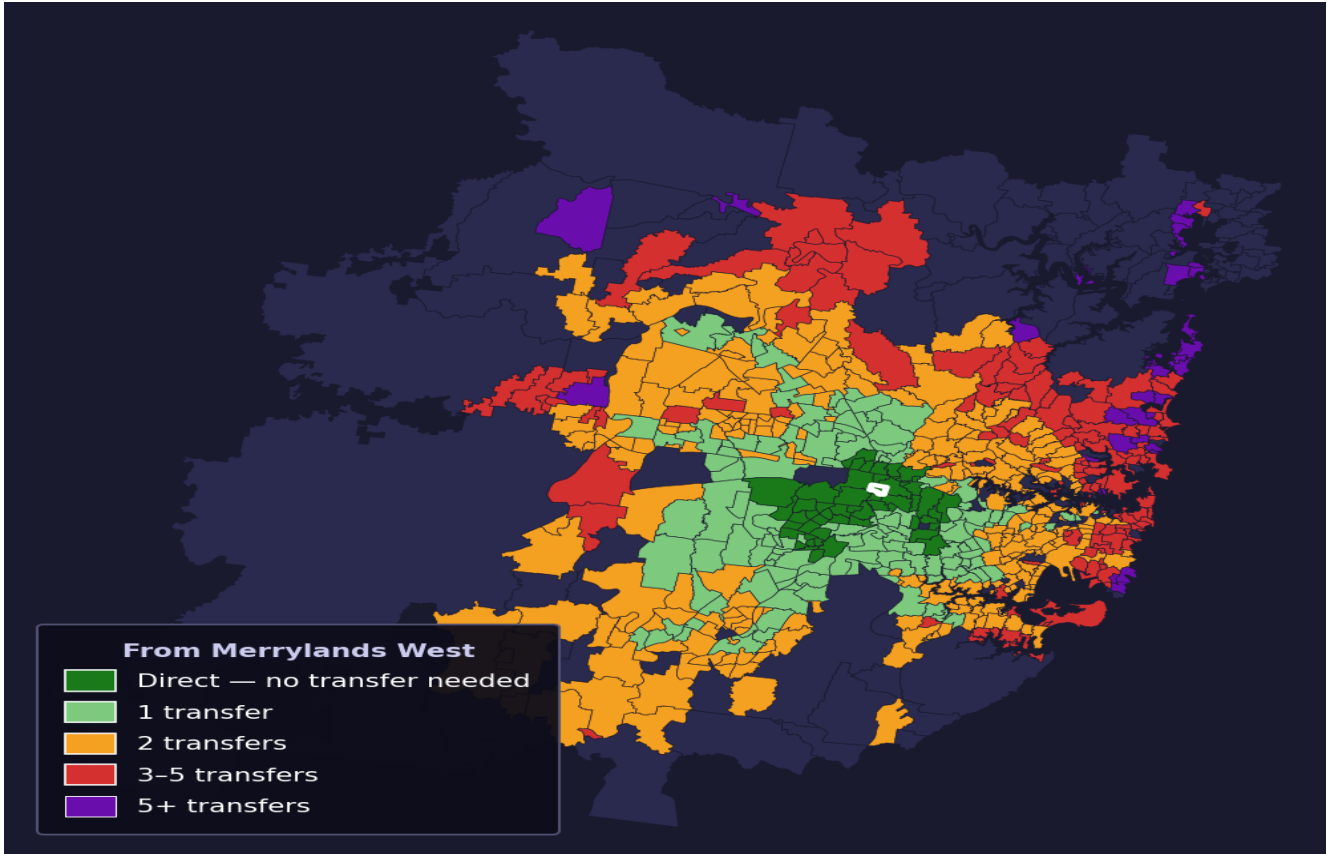 From Merrylands West
Direct — no transfer needed
1 transfer
2 transfers
3–5 transfers
5+ transfers